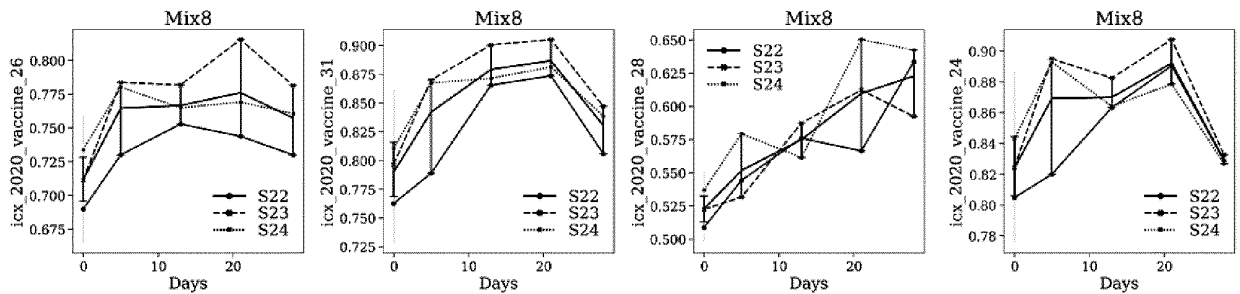 Mix8
icx_2020_vaccine_26
0.800
0.775
0.750
0.725
0.700
0.675
S22
S23
S24
0
10
20
Days
Mix8
icx_2020_vaccine_31
0.900
0.875
0.850
0.825
0.800
0.775
0.750
0.725
S22
S23
S24
0
10
20
Days
Mix8
icx_2020_vaccine_28
0.650
0.625
0.600
0.575
0.550
0.525
0.500
S22
S23
S24
0
10
20
Days
Mix8
icx_2020_vaccine_24
0.90
0.88
0.86
0.84
0.82
0.80
0.78
S22
S23
S24
0
10
20
Days